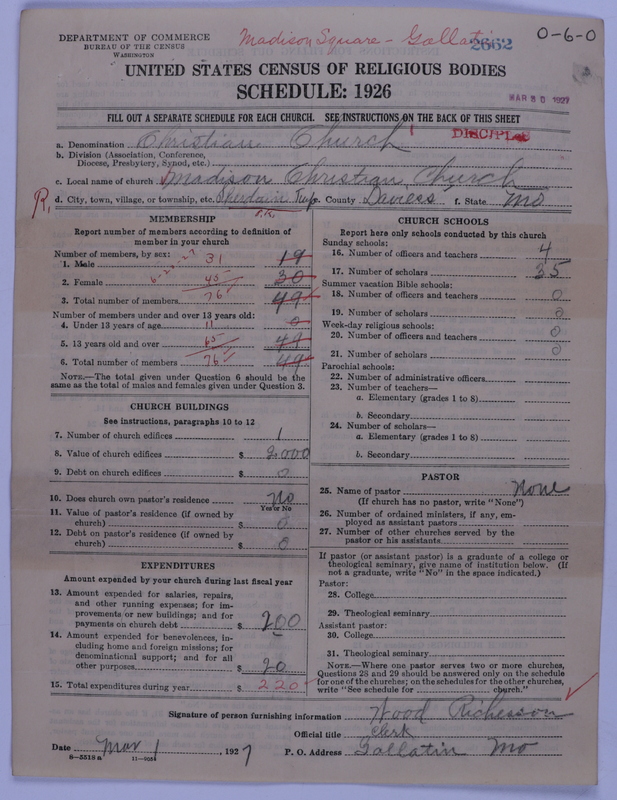 DEPARTMENT OF COMMERCE
BUREAU OF THE CENSUS
WASHINGTON
Madison Square - Gallatin
2662
0-6-0
UNITED STATES CENSUS OF RELIGIOUS BODIES
SCHEDULE: 1926
MAR 30 1927
FILL OUT A SEPARATE SCHEDULE FOR EACH CHURCH. SEE INSTRUCTIONS ON THE BACK OF THIS SHEET
a. Denomination Christian Church
DISCIPLES
b. Division (Association, Conference,
Diocese, Presbytery, Synod, etc.)
c. Local name of church Madison Christian Church
R. d. City, town, village, or township, etc. Sheridan Twp. County Daviess f. State Mo
P.R.
MEMBERSHIP
Report number of members according to definition of
member in your church
Number of members, by sex:
1. Male 31 19
2. Female 45 30
6-27-27
3. Total number of members 76 49
Number of members under and over 13 years old:
4. Under 13 years of age 11 0
5. 13 years old and over 65 49
6. Total number of members 76 49
NOTE.—The total given under Question 6 should be the
same as the total of males and females given under Question 3.
CHURCH BUILDINGS
See instructions, paragraphs 10 to 12
7. Number of church edifices 1
8. Value of church edifices $ 2000
9. Debt on church edifices $ 0
10. Does church own pastor's residence no
Yes or No
11. Value of pastor's residence (if owned by
church) $ 0
12. Debt on pastor's residence (if owned by
church) $ 0
EXPENDITURES
Amount expended by your church during last fiscal year
13. Amount expended for salaries, repairs,
and other running expenses; for im-
provements or new buildings; and for
payments on church debt $ 200
14. Amount expended for benevolences, in-
cluding home and foreign missions; for
denominational support; and for all
other purposes $ 20
15. Total expenditures during year $ 220
CHURCH SCHOOLS
Report here only schools conducted by this church
Sunday schools:
16. Number of officers and teachers 4
17. Number of scholars 35
Summer vacation Bible schools:
18. Number of officers and teachers 0
19. Number of scholars 0
Week-day religious schools:
20. Number of officers and teachers 0
21. Number of scholars 0
Parochial schools:
22. Number of administrative officers
23. Number of teachers—
a. Elementary (grades 1 to 8)
b. Secondary
24. Number of scholars—
a. Elementary (grades 1 to 8)
b. Secondary
PASTOR
25. Name of pastor None
(If church has no pastor, write "None")
26. Number of ordained ministers, if any, em-
ployed as assistant pastors
27. Number of other churches served by the
pastor or his assistants
If pastor (or assistant pastor) is a graduate of a college or
theological seminary, give name of institution below. (If
not a graduate, write "No" in the space indicated.)
Pastor:
28. College
29. Theological seminary
Assistant pastor:
30. College
31. Theological seminary
NOTE.—Where one pastor serves two or more churches,
Questions 28 and 29 should be answered only on the schedule
for one of the churches; on the schedules for the other churches,
write "See schedule for church."
Signature of person furnishing information Wood Richesson
Official title Clerk
Date Mar 1, 1927 P. O. Address Gallatin Mo
8-5518a 11-9051